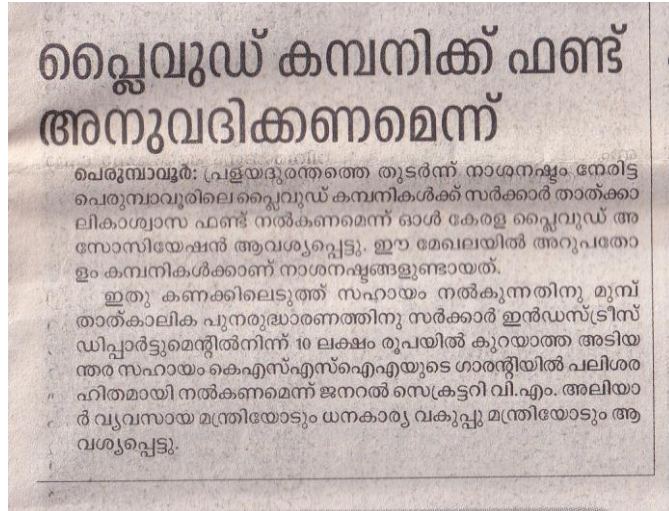 പ്ലൈവുഡ് കമ്പനിക്ക് ഫണ്ട്
അനുവദിക്കണമെന്ന്
പെരുമ്പാവൂർ: പ്രളയദുരന്തത്തെ തുടർന്ന് നാശനഷ്ടം നേരിട്ട
പെരുമ്പാവൂരിലെ പ്ലൈവുഡ് കമ്പനികൾക്ക് സർക്കാർ താത്ക്കാ
ലികാശ്വാസ ഫണ്ട് നൽകണമെന്ന് ഓൾ കേരള പ്ലൈവുഡ് അ
സോസിയേഷൻ ആവശ്യപ്പെട്ടു. ഈ മേഖലയിൽ അറുപതോ
ളം കമ്പനികൾക്കാണ് നാശനഷ്ടങ്ങളുണ്ടായത്.
ഇതു കണക്കിലെടുത്ത് സഹായം നൽകുന്നതിനു മുമ്പ്
താത്കാലിക പുനരുദ്ധാരണത്തിനു സർക്കാർ ഇൻഡസ്ട്രീസ്
ഡിപ്പാർട്ടുമെന്റിൽനിന്ന് 10 ലക്ഷം രൂപയിൽ കുറയാത്ത അടിയ
ന്തര സഹായം കെഎസ്എസ്ഐഎയുടെ ഗാരന്റിയിൽ പലിശര
ഹിതമായി നൽകണമെന്ന് ജനറൽ സെക്രട്ടറി വി.എം. അലിയാ
ർ വ്യവസായ മന്ത്രിയോടും ധനകാര്യ വകുപ്പു മന്ത്രിയോടും ആ
വശ്യപ്പെട്ടു.